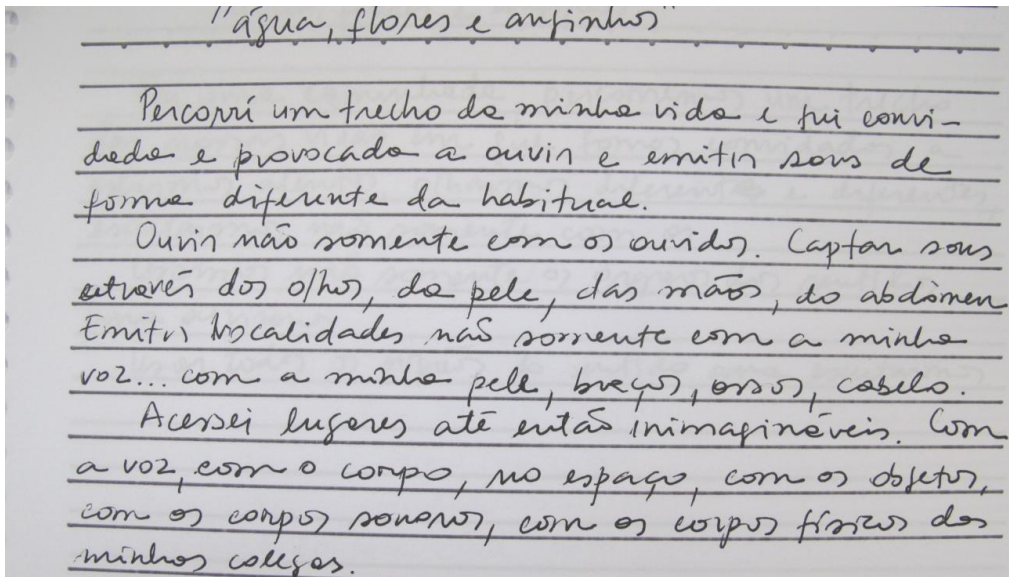 "água, flores e anjinhos"
Percorri um trecho da minha vida e fui convi-
dada e provocada a ouvir e emitir sons de
forma diferente da habitual.
Ouvir não somente com os ouvidos. Captar sons
através dos olhos, da pele, das mãos, do abdômen
Emitir vocalidades não somente com a minha
voz... com a minha pele, braços, ossos, cabelo.
Acessei lugares até então inimagináveis. Com
a voz, com o corpo, no espaço, com os objetos,
com os corpos sonoros, com os corpos físicos dos
minhos colegas.